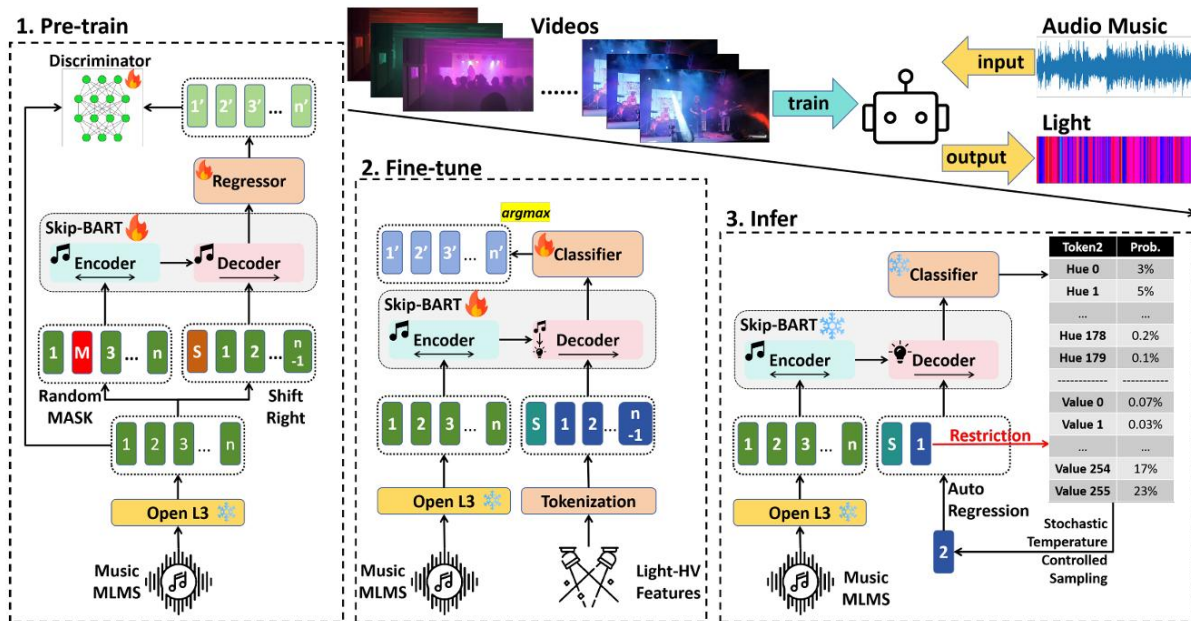 1. Pre-train
Discriminator
1' 2' 3' ... n'
Regressor
Skip-BART
Encoder
Decoder
1 M 3 ... n
S 1 2 ... n-1
Random
MASK
Shift
Right
1 2 3 ... n
Open L3
Music
MLMS
Videos
......
train
Audio Music
input
Light
output
2. Fine-tune
argmax
1' 2' 3' ... n'
Classifier
Skip-BART
Encoder
Decoder
1 2 3 ... n
S 1 2 ... n-1
Open L3
Tokenization
Music
MLMS
Light-HV
Features
3. Infer
Classifier
Skip-BART
Encoder
Decoder
1 2 3 ... n
S 1
Restriction
Open L3
Auto
Regression
2
Music
MLMS
Stochastic
Temperature
Controlled
Sampling
Token2 Prob.
Hue 0 3%
Hue 1 5%
... ...
Hue 178 0.2%
Hue 179 0.1%
------------ -----------
Value 0 0.07%
Value 1 0.03%
... ...
Value 254 17%
Value 255 23%